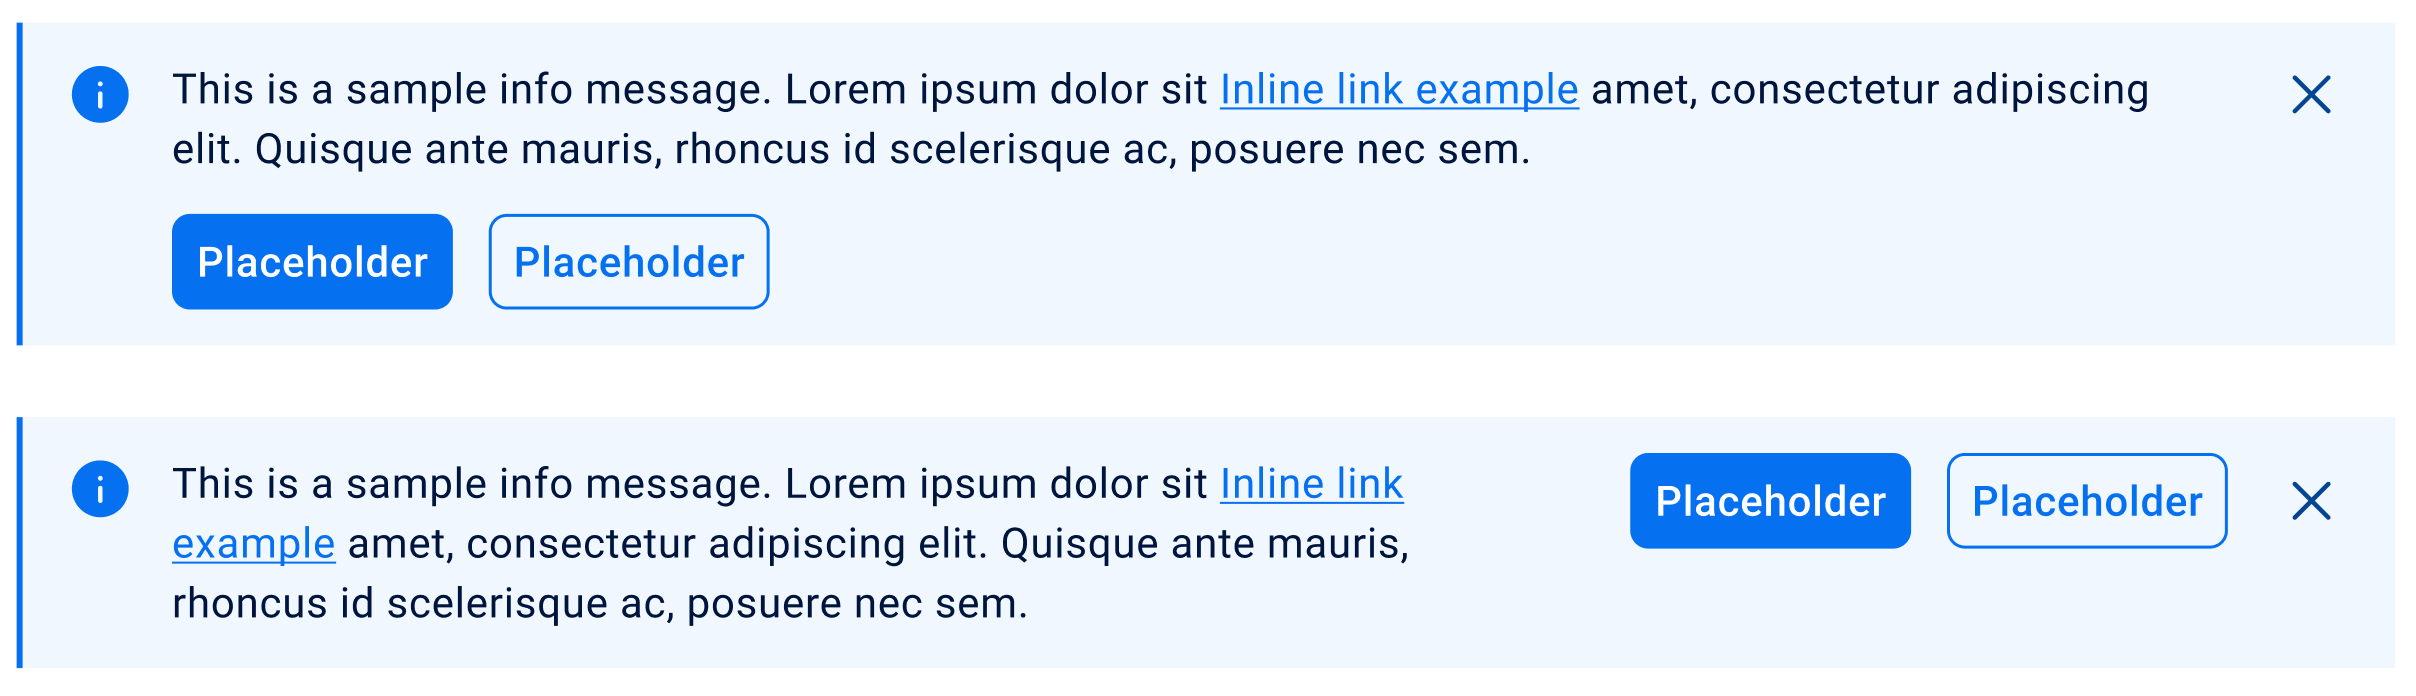 This is a sample info message. Lorem ipsum dolor sit Inline link example amet, consectetur adipiscing
elit. Quisque ante mauris, rhoncus id scelerisque ac, posuere nec sem.
Placeholder Placeholder
This is a sample info message. Lorem ipsum dolor sit Inline link
example amet, consectetur adipiscing elit. Quisque ante mauris,
rhoncus id scelerisque ac, posuere nec sem.
Placeholder Placeholder